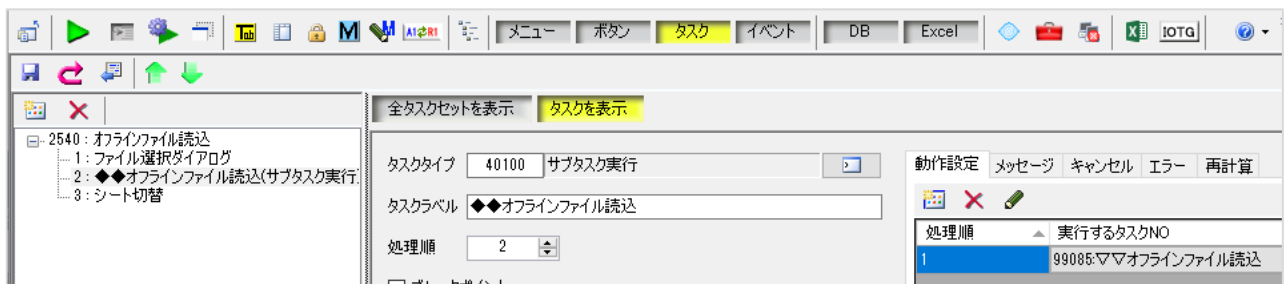 Tab M M A1⇄R1 メニュー ボタン タスク イベント DB Excel IOTG
全タスクセットを表示 タスクを表示
2540：オフラインファイル読込
1：ファイル選択ダイアログ
2：◆◆オフラインファイル読込(サブタスク実行
3：シート切替
タスクタイプ 40100 サブタスク実行
タスクラベル ◆◆オフラインファイル読込
処理順 2
動作設定 メッセージ キャンセル エラー 再計算
処理順 実行するタスクNO
1 99085:▽▽オフラインファイル読込